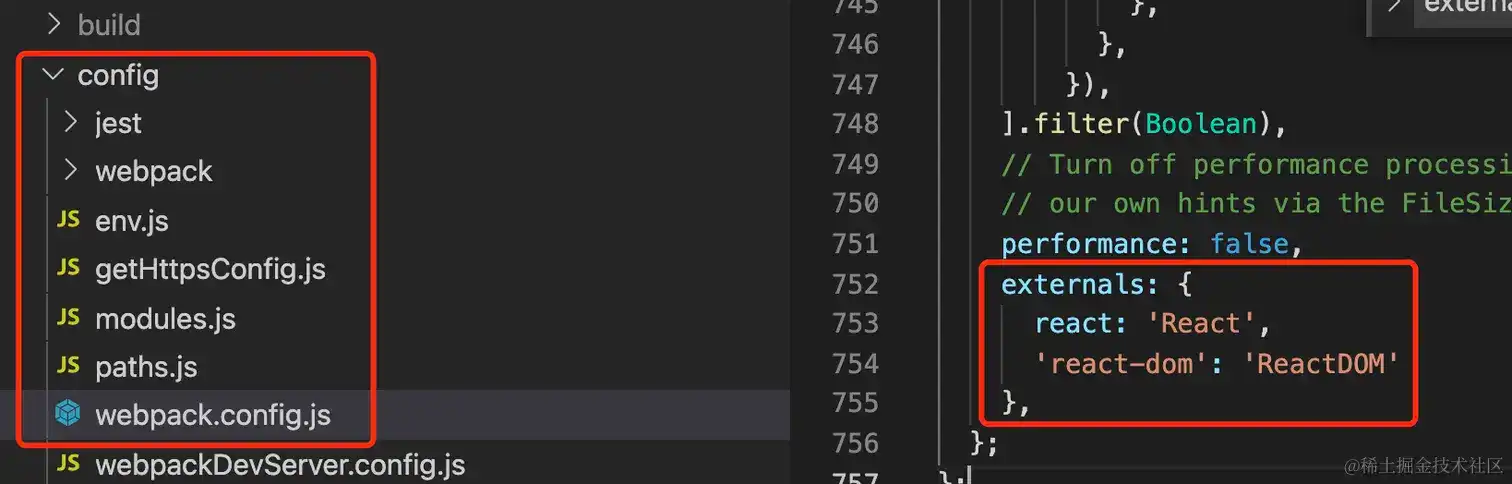 build
config
jest
webpack
JS env.js
JS getHttpsConfig.js
JS modules.js
JS paths.js
webpack.config.js
JS webpackDevServer.config.js
745 },
746 },
747 }),
748 ].filter(Boolean),
749 // Turn off performance processi
750 // our own hints via the FileSiz
751 performance: false,
752 externals: {
753 react: 'React',
754 'react-dom': 'ReactDOM'
755 },
756 };
757 };
externa
@稀土掘金技术社区